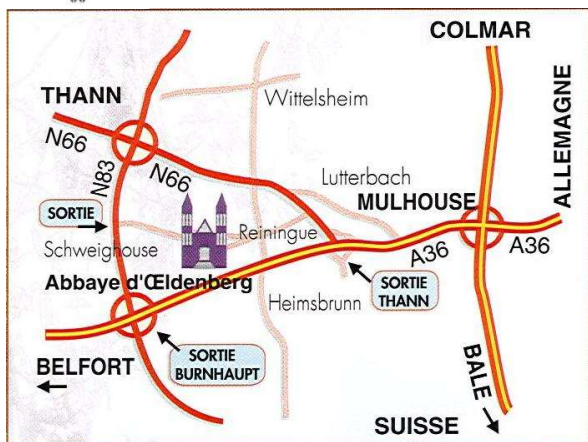 COLMAR
THANN
Wittelsheim
N66
N83
N66
ALLEMAGNE
Lutterbach
MULHOUSE
SORTIE
Reiningue
Schweighouse
A36
A36
Abbaye d'Œldenberg
SORTIE
THANN
Heimsbrunn
SORTIE
BURNHAUPT
BELFORT
BALE
SUISSE